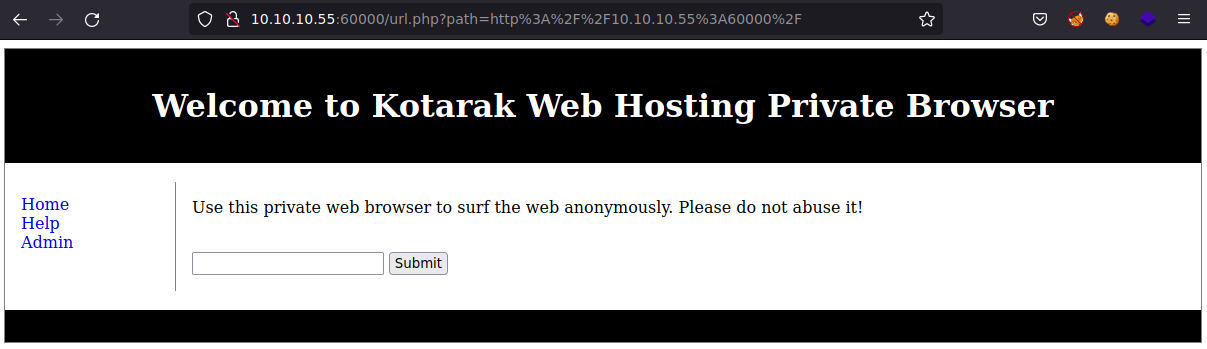 10.10.10.55:60000/url.php?path=http%3A%2F%2F10.10.10.55%3A60000%2F
Welcome to Kotarak Web Hosting Private Browser
Home
Help
Admin
Use this private web browser to surf the web anonymously. Please do not abuse it!
Submit